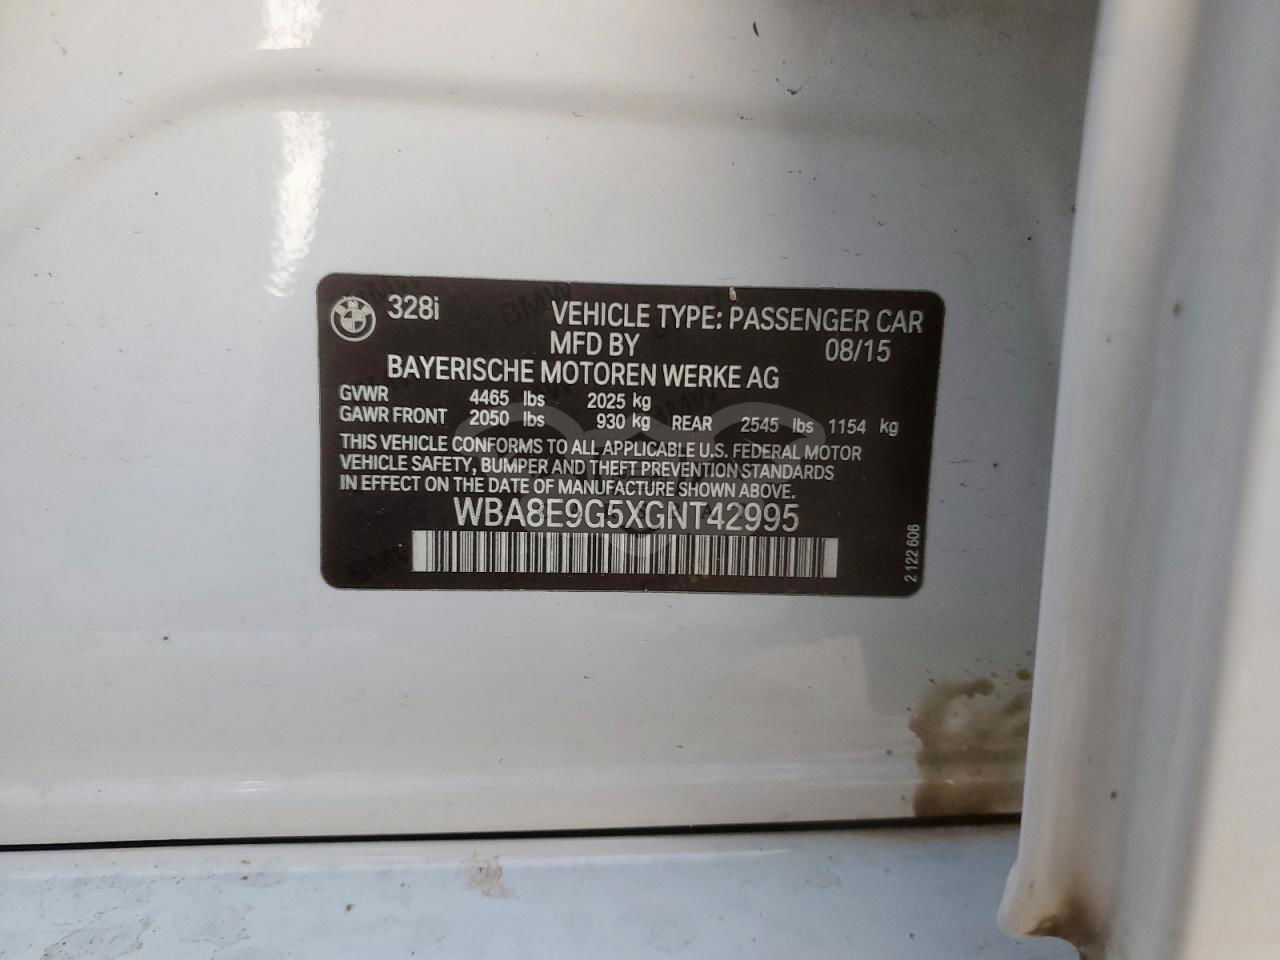 328i VEHICLE TYPE: PASSENGER CAR
MFD BY 08/15
BAYERISCHE MOTOREN WERKE AG
GVWR 4465 lbs 2025 kg
GAWR FRONT 2050 lbs 930 kg REAR 2545 lbs 1154 kg
THIS VEHICLE CONFORMS TO ALL APPLICABLE U.S. FEDERAL MOTOR
VEHICLE SAFETY, BUMPER AND THEFT PREVENTION STANDARDS
IN EFFECT ON THE DATE OF MANUFACTURE SHOWN ABOVE.
WBA8E9G5XGNT42995
2 122 606